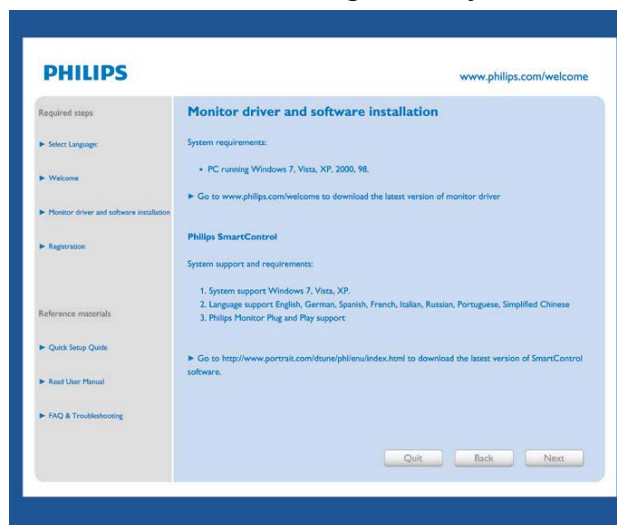 PHILIPS
www.philips.com/welcome
Required steps
► Select Language:
► Welcome
► Monitor driver and software installation
► Registration
Reference materials
► Quick Setup Quide
► Read User Manual
► FAQ & Troubleshooting
Monitor driver and software installation
System requirements:
• PC running Windows 7, Vista, XP, 2000, 98.
► Go to www.philips.com/welcome to download the latest version of monitor driver
Philips SmartControl
System support and requirements:
1. System support Windows 7, Vista, XP.
2. Language support English, German, Spanish, French, Italian, Russian, Portuguese, Simplified Chinese
3. Philips Monitor Plug and Play support
► Go to http://www.portrait.com/dtune/phl/enu/index.html to download the latest version of SmartControl
software.
Quit
Back
Next